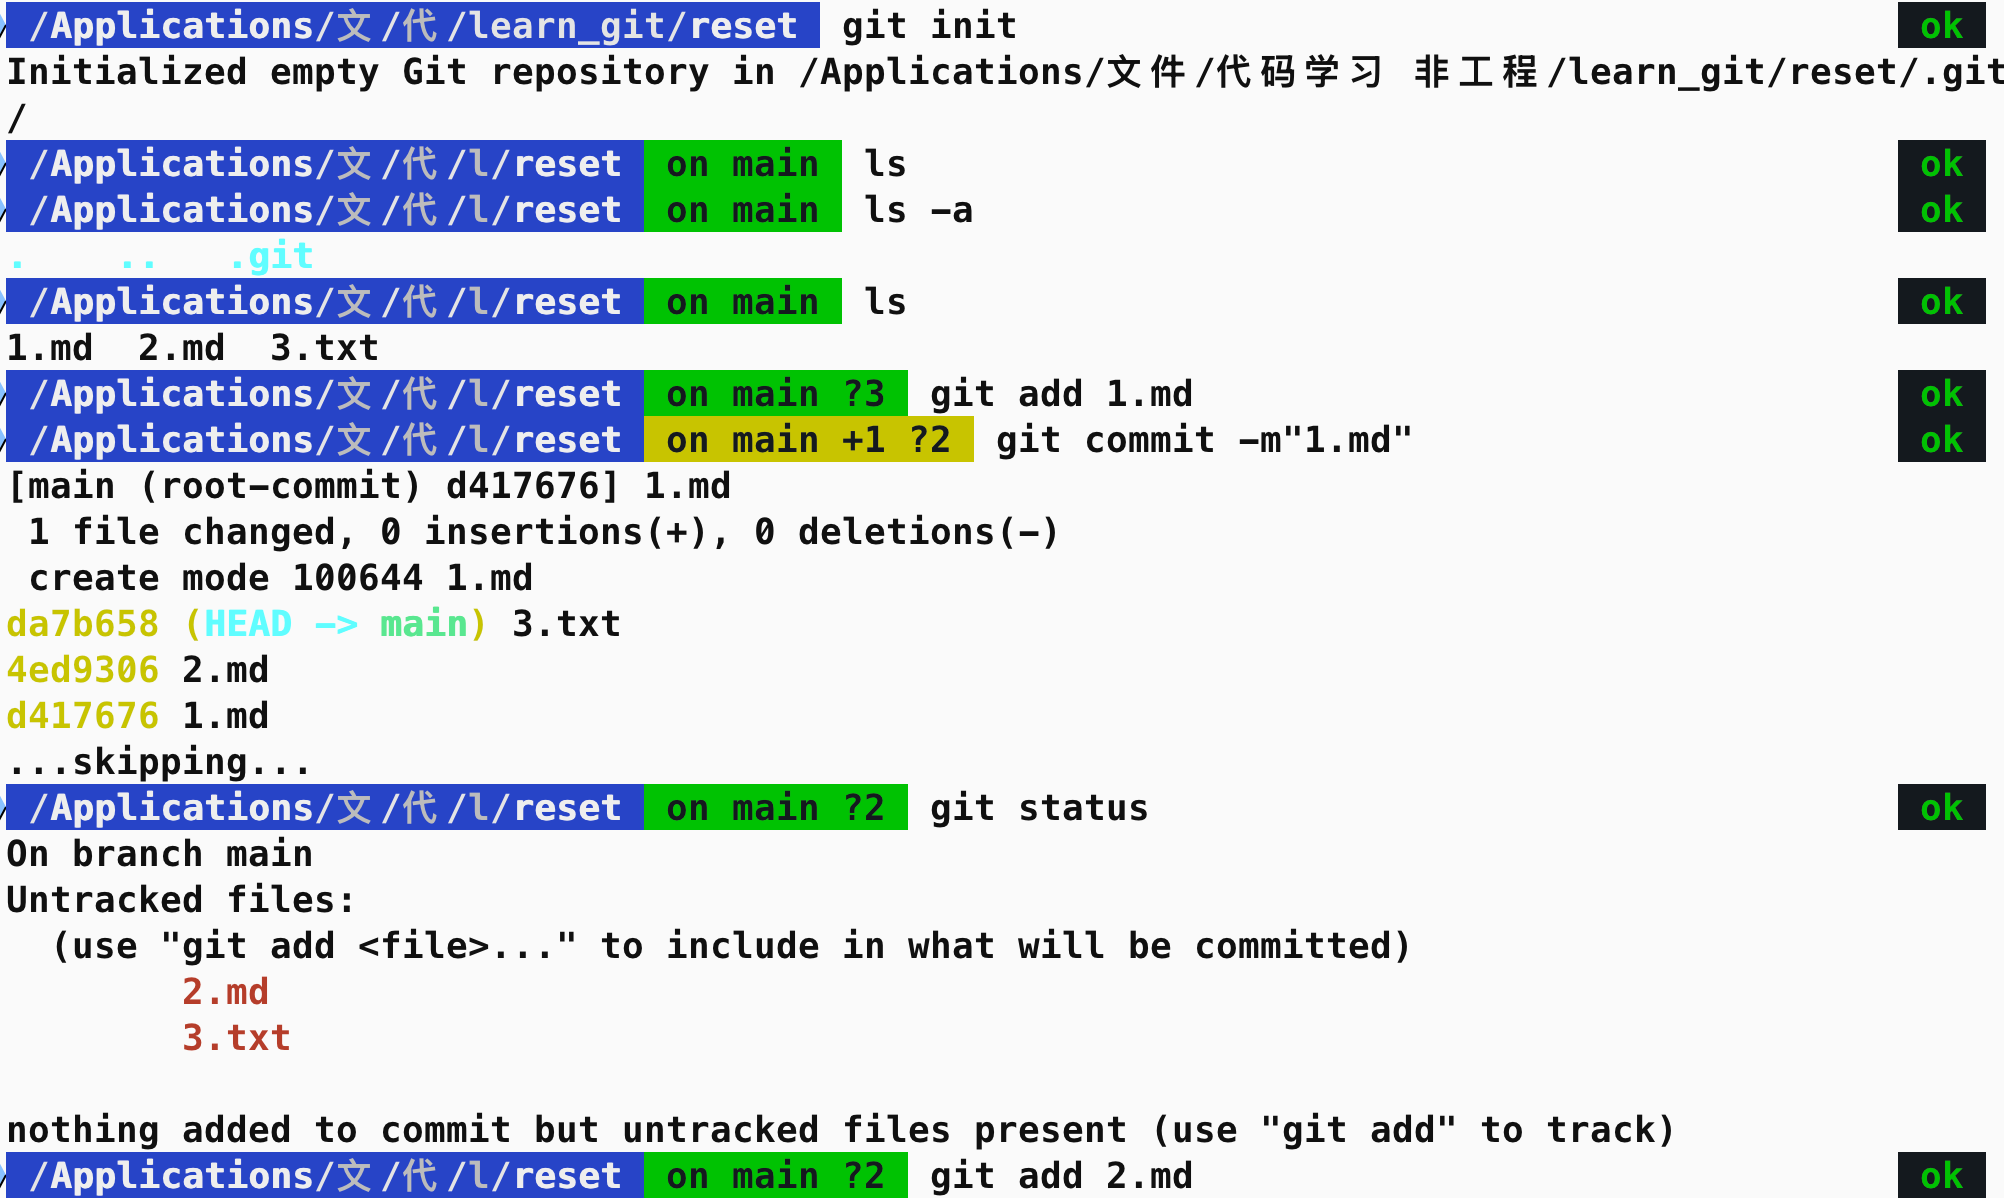 /Applications/文/代/learn_git/reset git init ok
Initialized empty Git repository in /Applications/文件/代码学习 非工程/learn_git/reset/.git
/
/Applications/文/代/l/reset on main ls ok
/Applications/文/代/l/reset on main ls -a ok
. .. .git
/Applications/文/代/l/reset on main ls ok
1.md 2.md 3.txt
/Applications/文/代/l/reset on main ?3 git add 1.md ok
/Applications/文/代/l/reset on main +1 ?2 git commit -m"1.md" ok
[main (root-commit) d417676] 1.md
1 file changed, 0 insertions(+), 0 deletions(-)
create mode 100644 1.md
da7b658 (HEAD -> main) 3.txt
4ed9306 2.md
d417676 1.md
...skipping...
/Applications/文/代/l/reset on main ?2 git status ok
On branch main
Untracked files:
(use "git add <file>..." to include in what will be committed)
2.md
3.txt
nothing added to commit but untracked files present (use "git add" to track)
/Applications/文/代/l/reset on main ?2 git add 2.md ok